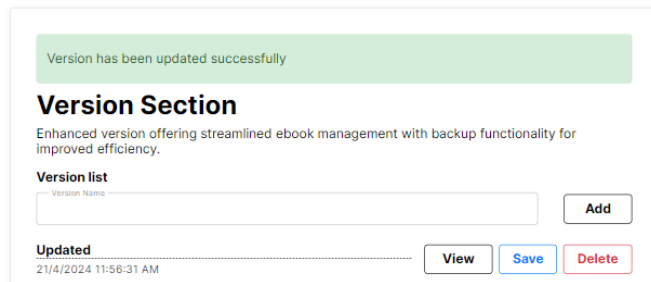 Version has been updated successfully
Version Section
Enhanced version offering streamlined ebook management with backup functionality for
improved efficiency.
Version list
Version Name
Add
Updated
21/4/2024 11:56:31 AM
View
Save
Delete